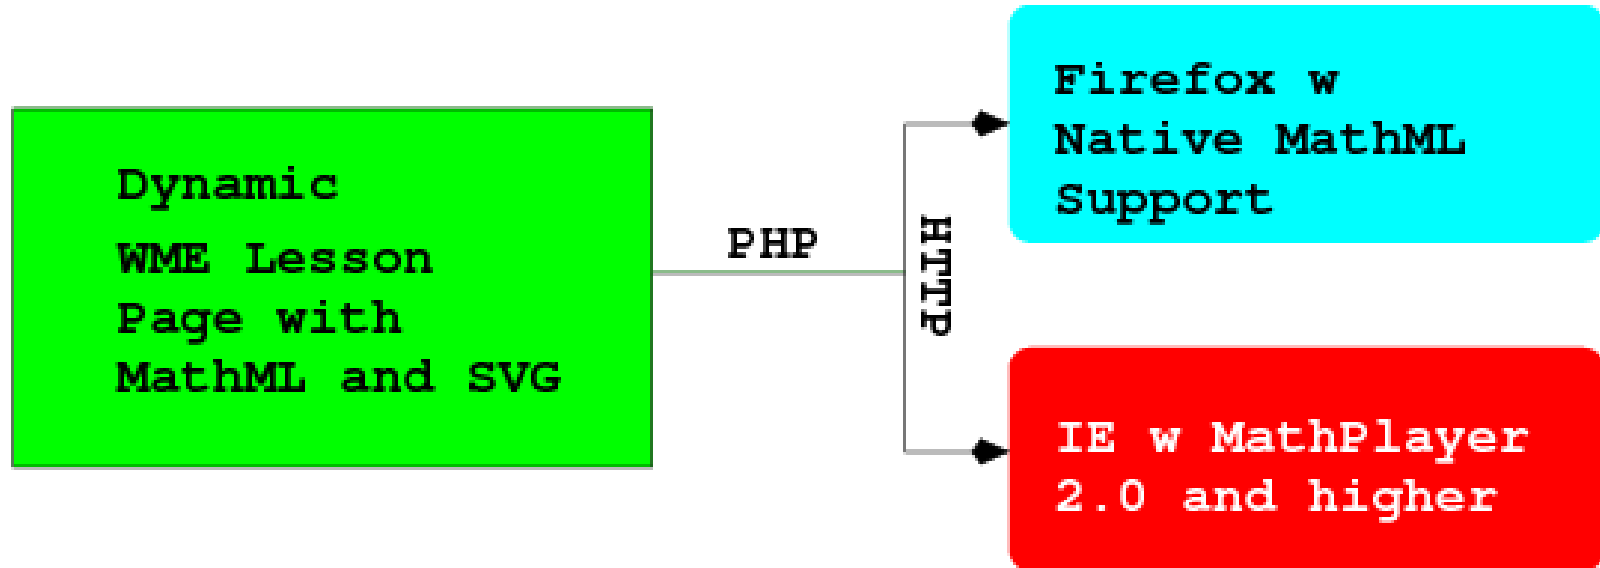 Dynamic
WME Lesson
Page with
MathML and SVG
PHP
HTTP
Firefox w
Native MathML
Support
IE w MathPlayer
2.0 and higher